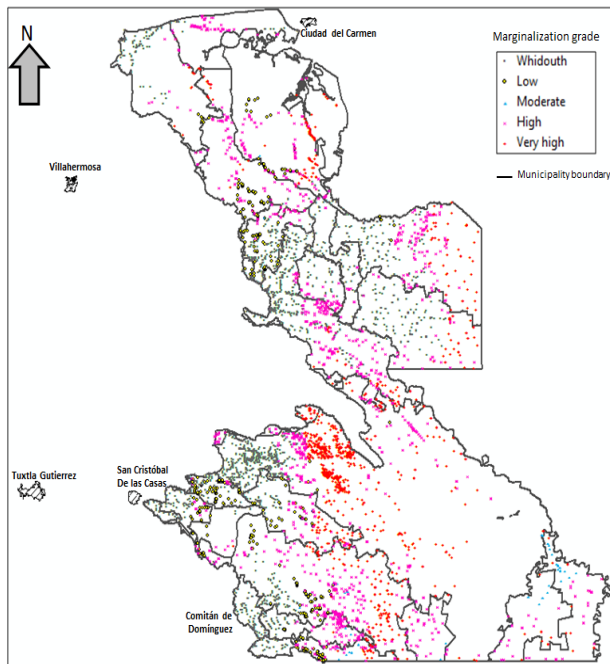 N
Ciudad del Carmen
Marginalization grade
Whidouth
Low
Moderate
High
Very high
Municipality boundary
Villahermosa
Tuxtla Gutierrez
San Cristóbal
De las Casas
Comitán de
Domínguez